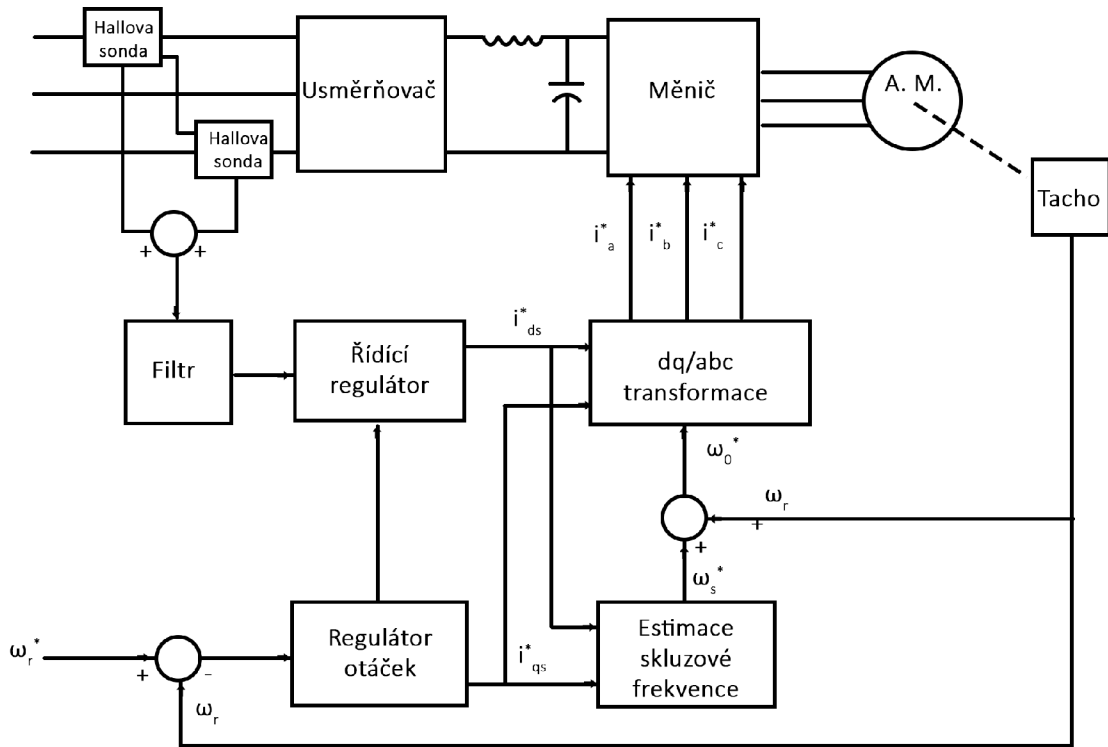 Hallova
sonda
Usměrňovač
Měnič
A. M.
Hallova
sonda
Tacho
+ +
i*a i*b i*c
Filtr
Řídící
regulátor
i*ds
dq/abc
transformace
ω0*
ωr
+
+
ωs*
ωr*
+
-
ωr
Regulátor
otáček
i*qs
Estimace
skluzové
frekvence